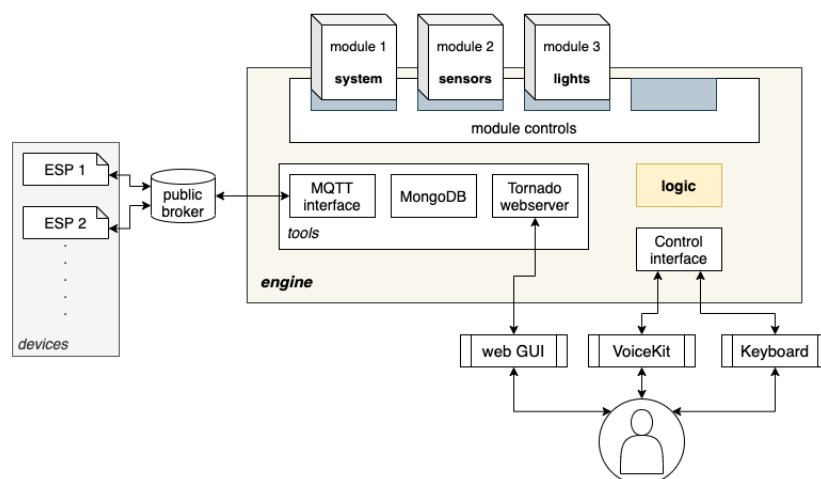 module 1
system
module 2
sensors
module 3
lights
module controls
ESP 1
ESP 2
devices
public
broker
MQTT
interface
MongoDB
Tornado
webserver
tools
logic
Control
interface
engine
web GUI
VoiceKit
Keyboard